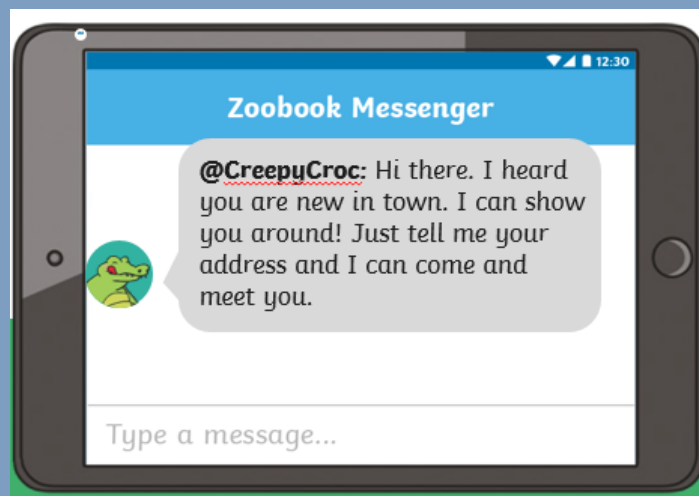 12:30
Zoobook Messenger
@CreepyCroc: Hi there. I heard
you are new in town. I can show
you around! Just tell me your
address and I can come and
meet you.
Type a message...